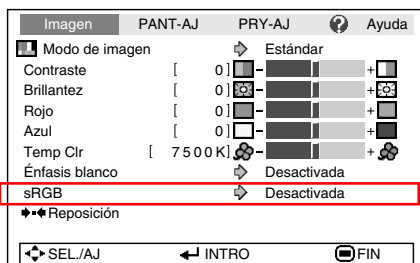 Imagen PANT-AJ PRY-AJ ? Ayuda
Modo de imagen Estándar
Contraste [ 0] - +
Brillantez [ 0] - +
Rojo [ 0] - +
Azul [ 0] - +
Temp Clr [ 7500K] - +
Énfasis blanco Desactivada
sRGB Desactivada
Reposición
SEL./AJ INTRO FIN